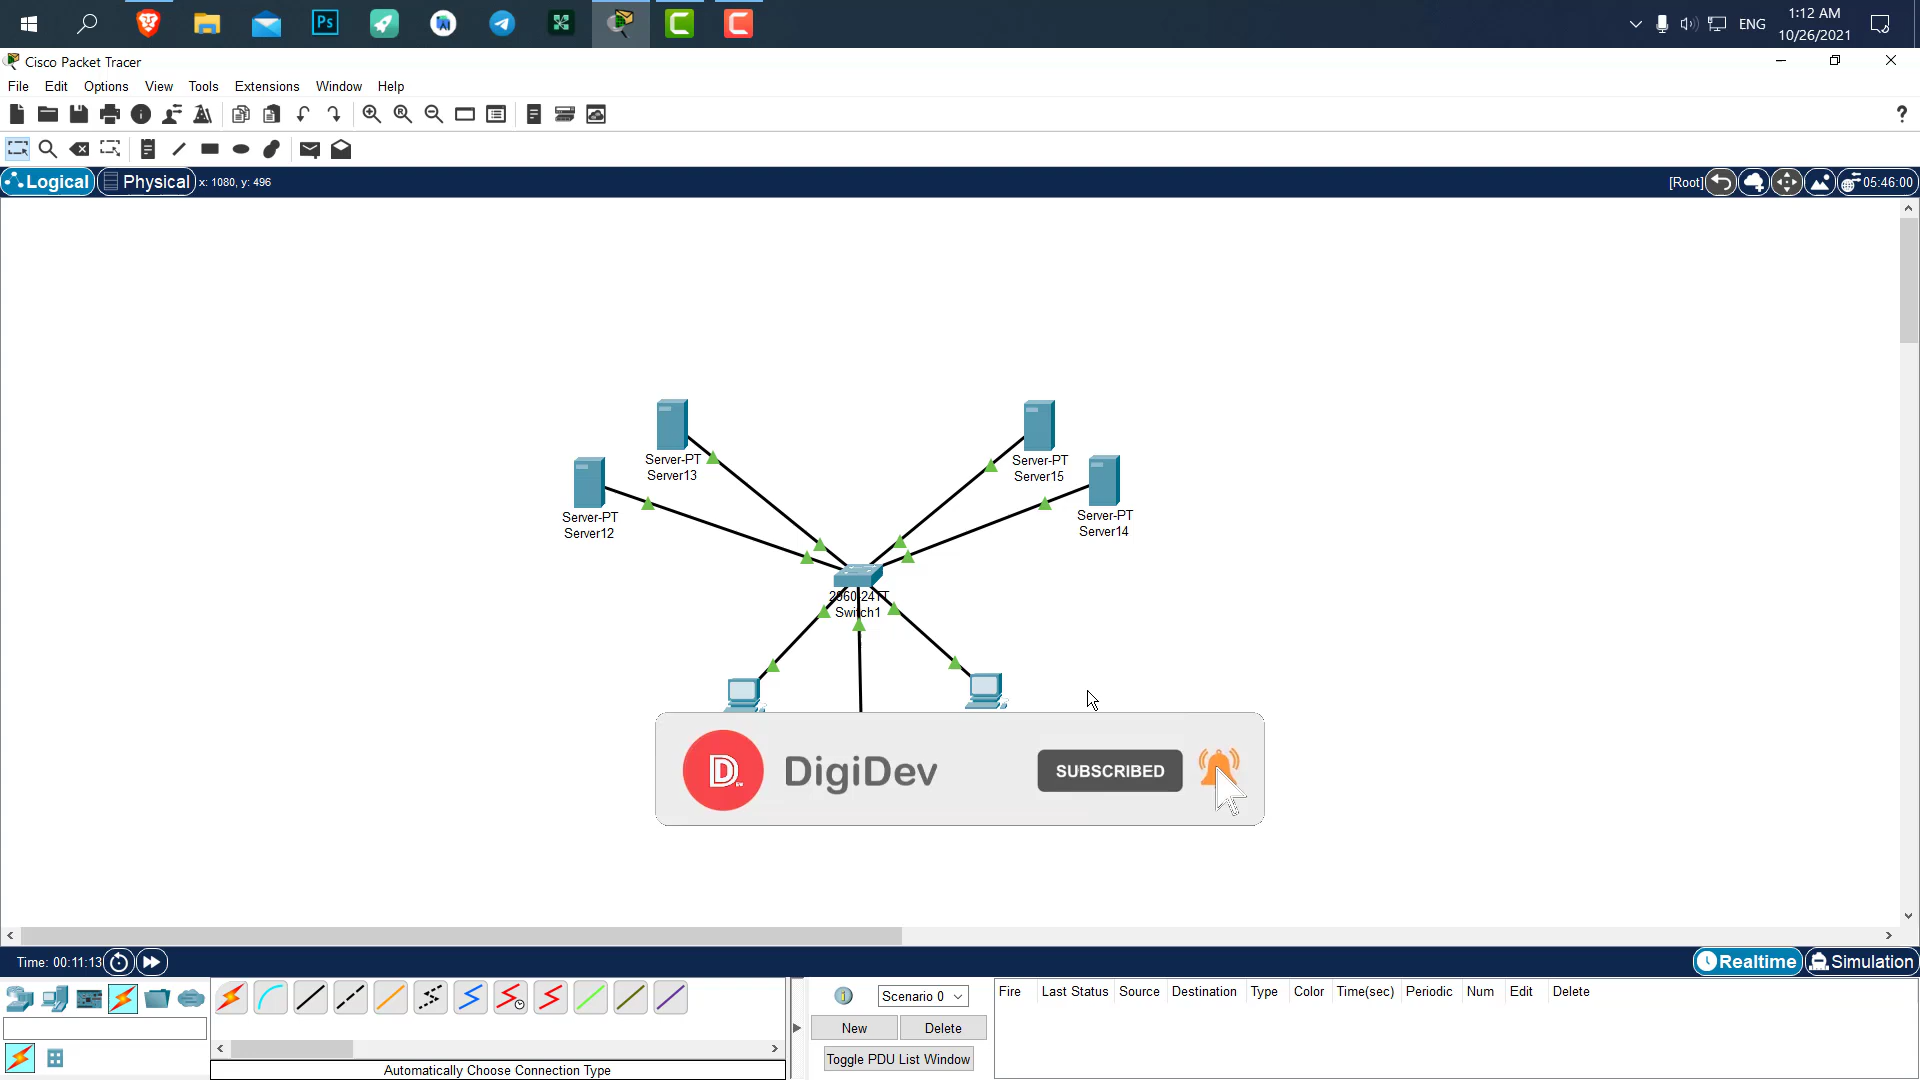 Ps
ENG
1:12 AM
10/26/2021
Cisco Packet Tracer
File Edit Options View Tools Extensions Window Help
?
Logical Physical x: 1080, y: 496
[Root] 05:46:00
Server-PT
Server13
Server-PT
Server15
Server-PT
Server12
Server-PT
Server14
2960-24TT
Switch1
D.
DigiDev
SUBSCRIBED
Time: 00:11:13
Realtime Simulation
Scenario 0
Fire Last Status Source Destination Type Color Time(sec) Periodic Num Edit Delete
New Delete
Toggle PDU List Window
Automatically Choose Connection Type